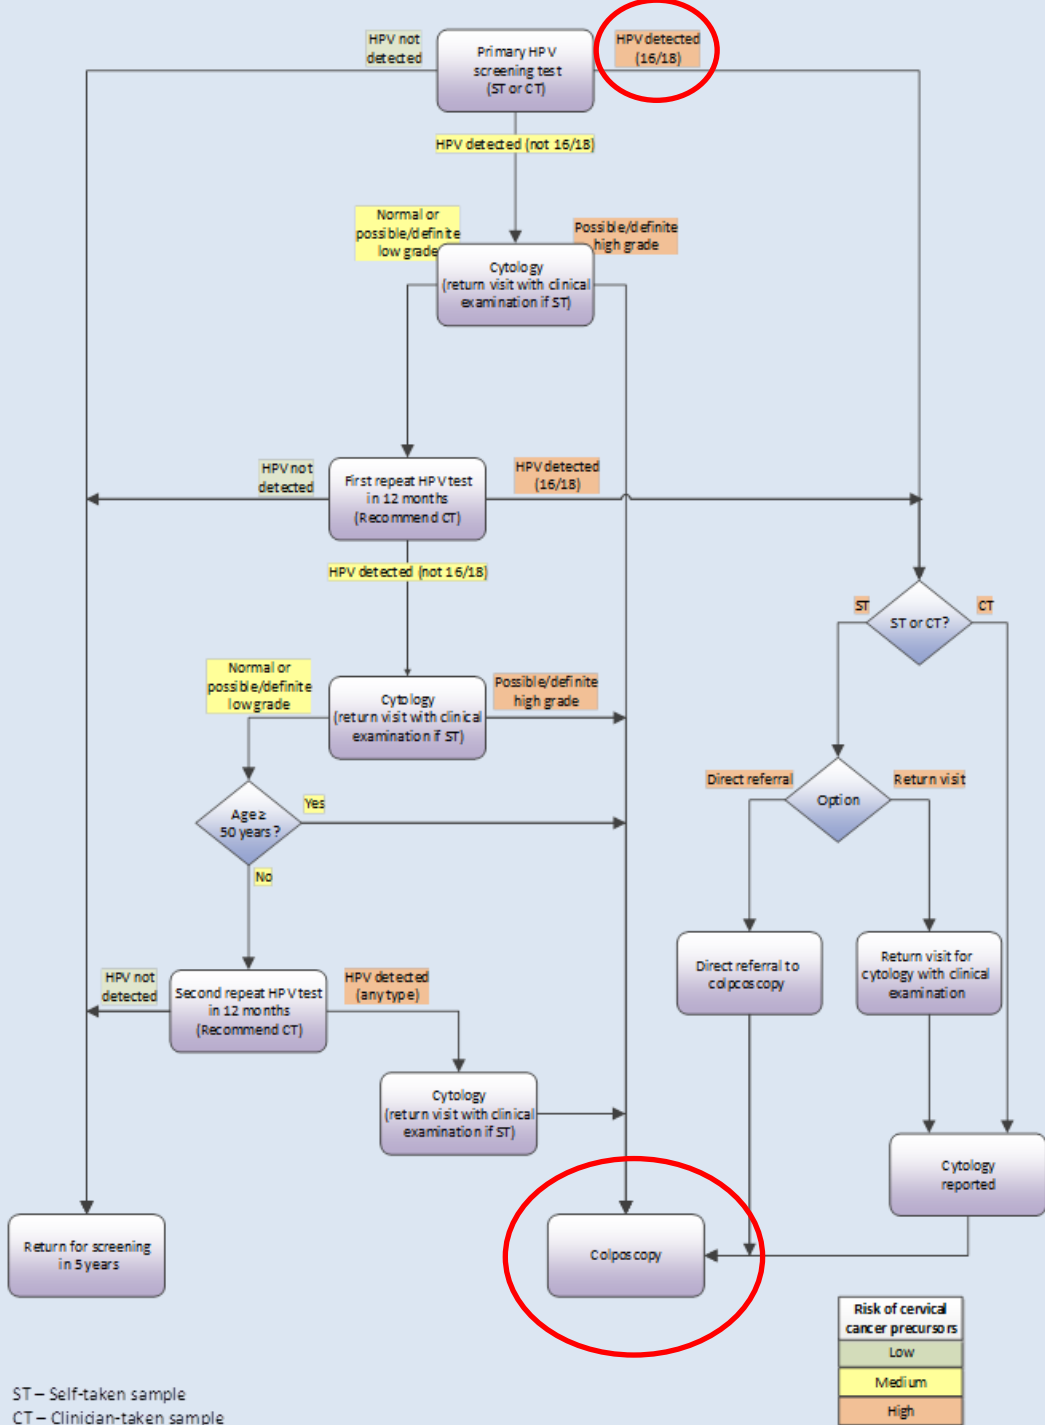 HPV not
detected
Primary HPV
screening test
(ST or CT)
HPV detected
(16/18)
HPV detected (not 16/18)
Normal or
possible/definite
low grade
Possible/definite
high grade
Cytology
(return visit with clinical
examination if ST)
HPV not
detected
First repeat HPV test
in 12 months
(Recommend CT)
HPV detected
(16/18)
HPV detected (not 16/18)
ST
ST or CT?
CT
Normal or
possible/definite
low grade
Cytology
(return visit with clinical
examination if ST)
Possible/definite
high grade
Direct referral
Option
Return visit
Age ≥
50 years?
Yes
No
Direct referral to
colpcoscopy
Return visit for
cytology with clinical
examination
HPV not
detected
Second repeat HPV test
in 12 months
(Recommend CT)
HPV detected
(any type)
Cytology
(return visit with clinical
examination if ST)
Cytology
reported
Return for screening
in 5 years
Colposcopy
Risk of cervical
cancer precursors
Low
Medium
High
ST – Self-taken sample
CT – Clinician-taken sample